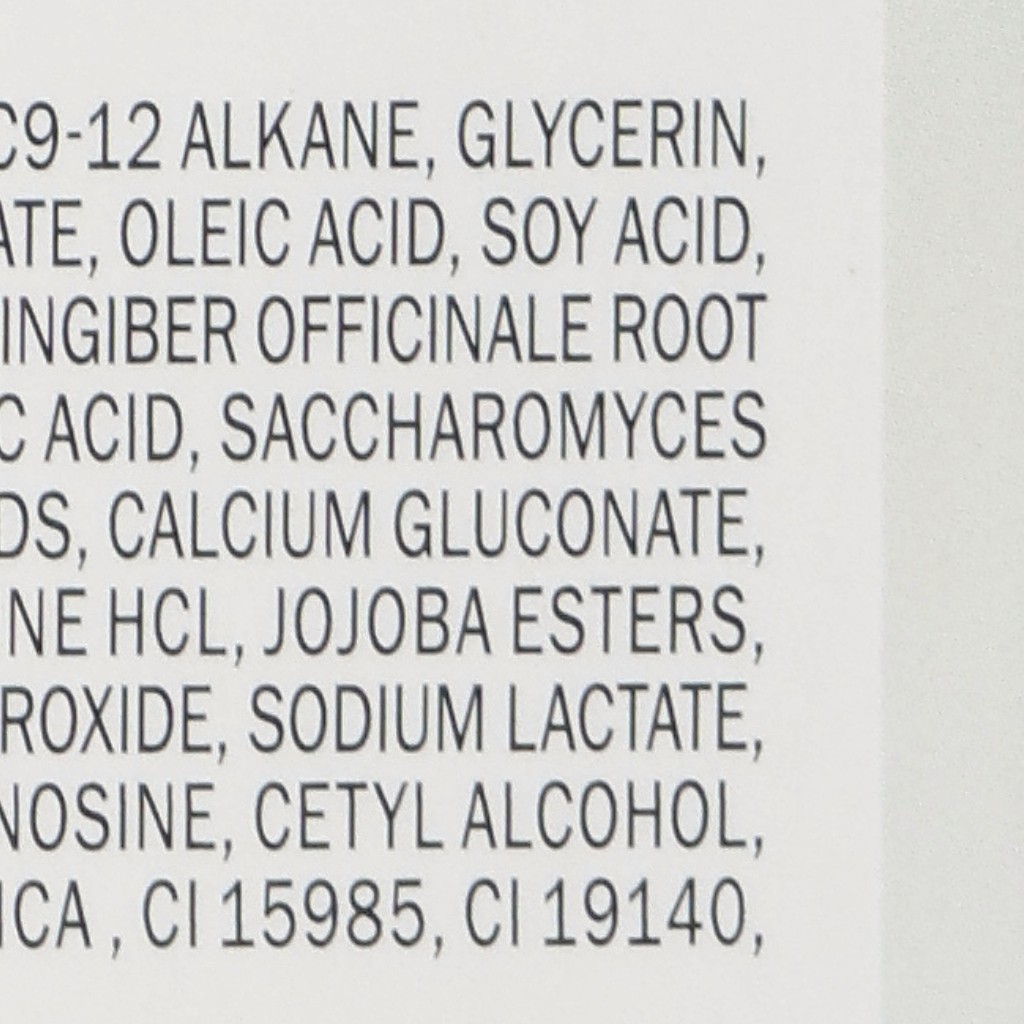 C9-12 ALKANE, GLYCERIN,
ATE, OLEIC ACID, SOY ACID,
INGIBER OFFICINALE ROOT
C ACID, SACCHAROMYCES
DS, CALCIUM GLUCONATE,
NE HCL, JOJOBA ESTERS,
ROXIDE, SODIUM LACTATE,
NOSINE, CETYL ALCOHOL,
ICA , CI 15985, CI 19140,